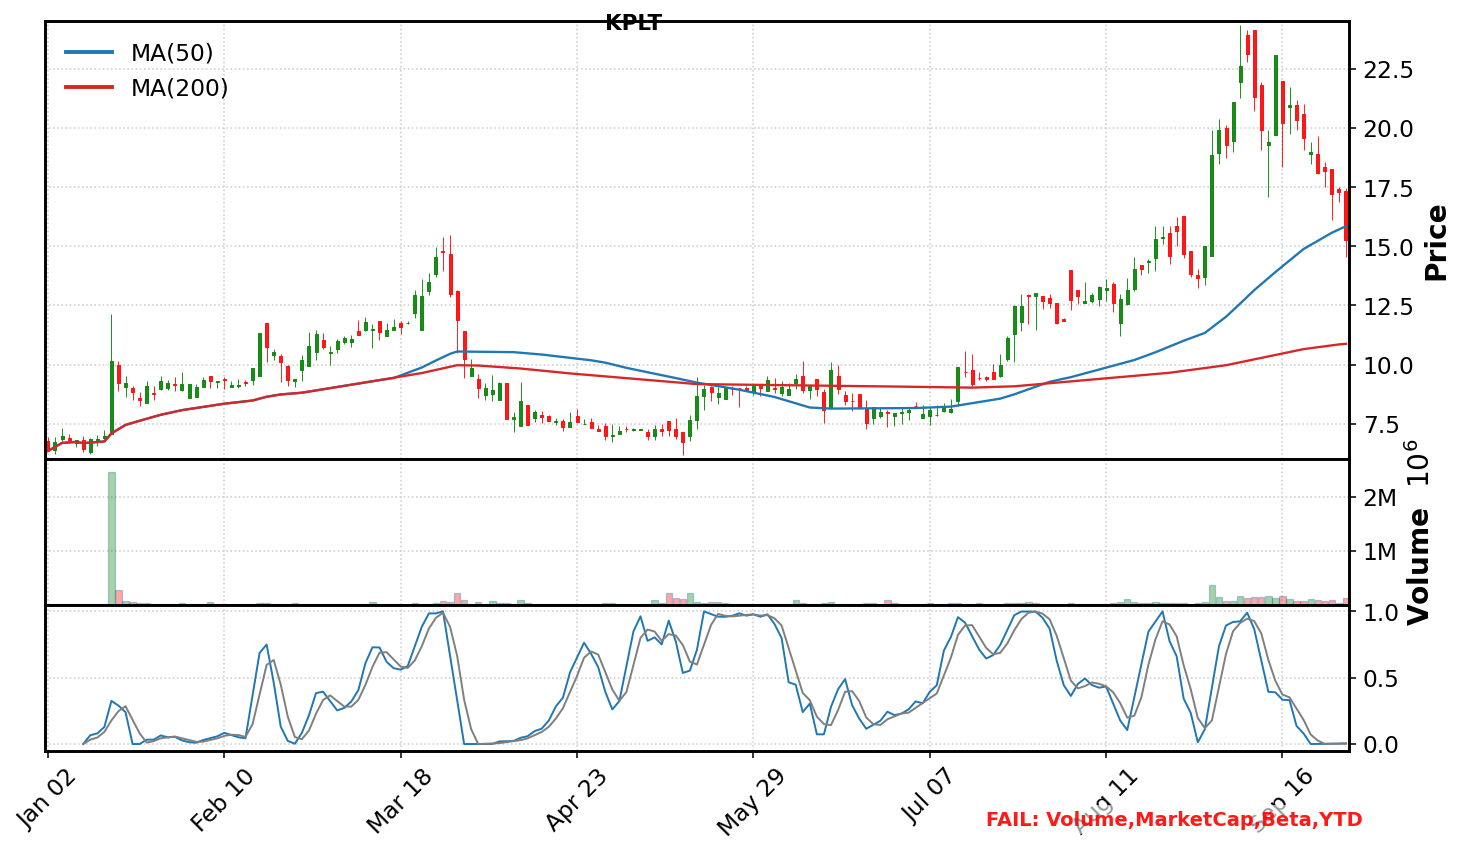 KPLT
MA(50)
MA(200)
22.5
20.0
17.5
15.0
12.5
10.0
7.5
Price
10^6
Volume
2M
1M
1.0
0.5
0.0
Jan 02
Feb 10
Mar 18
Apr 23
May 29
Jul 07
Aug 11
Sep 16
FAIL: Volume,MarketCap,Beta,YTD